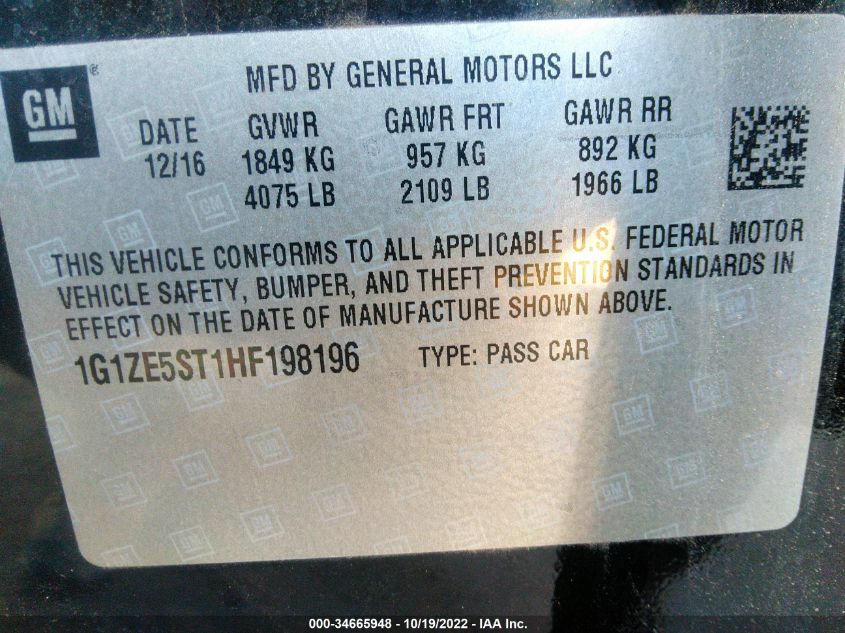 MFD BY GENERAL MOTORS LLC
GM ®
DATE GVWR GAWR FRT GAWR RR
12/16 1849 KG 957 KG 892 KG
4075 LB 2109 LB 1966 LB
THIS VEHICLE CONFORMS TO ALL APPLICABLE U.S. FEDERAL MOTOR
VEHICLE SAFETY, BUMPER, AND THEFT PREVENTION STANDARDS IN
EFFECT ON THE DATE OF MANUFACTURE SHOWN ABOVE.
1G1ZE5ST1HF198196 TYPE: PASS CAR
000-34665948 - 10/19/2022 - IAA Inc.